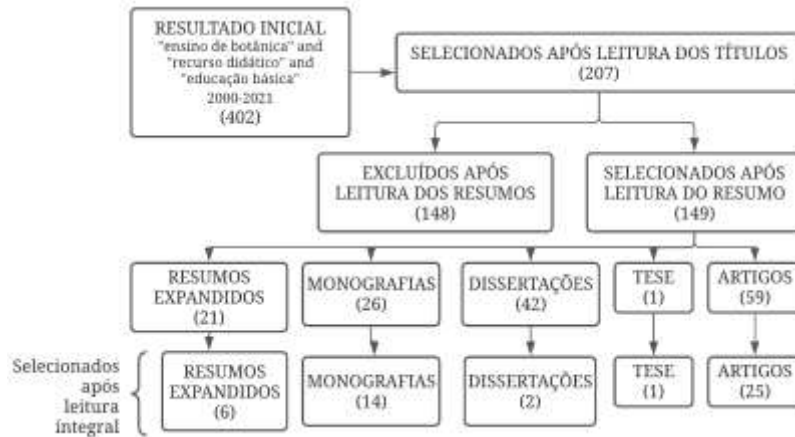 RESULTADO INICIAL
"ensino de botânica" and
"recurso didático" and
"educação básica"
2000-2021
(402)
SELECIONADOS APÓS LEITURA DOS TÍTULOS
(207)
EXCLUÍDOS APÓS
LEITURA DOS RESUMOS
(148)
SELECIONADOS APÓS
LEITURA DO RESUMO
(149)
RESUMOS
EXPANDIDOS
(21)
MONOGRAFIAS
(26)
DISSERTAÇÕES
(42)
TESE
(1)
ARTIGOS
(59)
Selecionados
após
leitura
íntegral
RESUMOS
EXPANDIDOS
(6)
MONOGRAFIAS
(14)
DISSERTAÇÕES
(2)
TESE
(1)
ARTIGOS
(25)